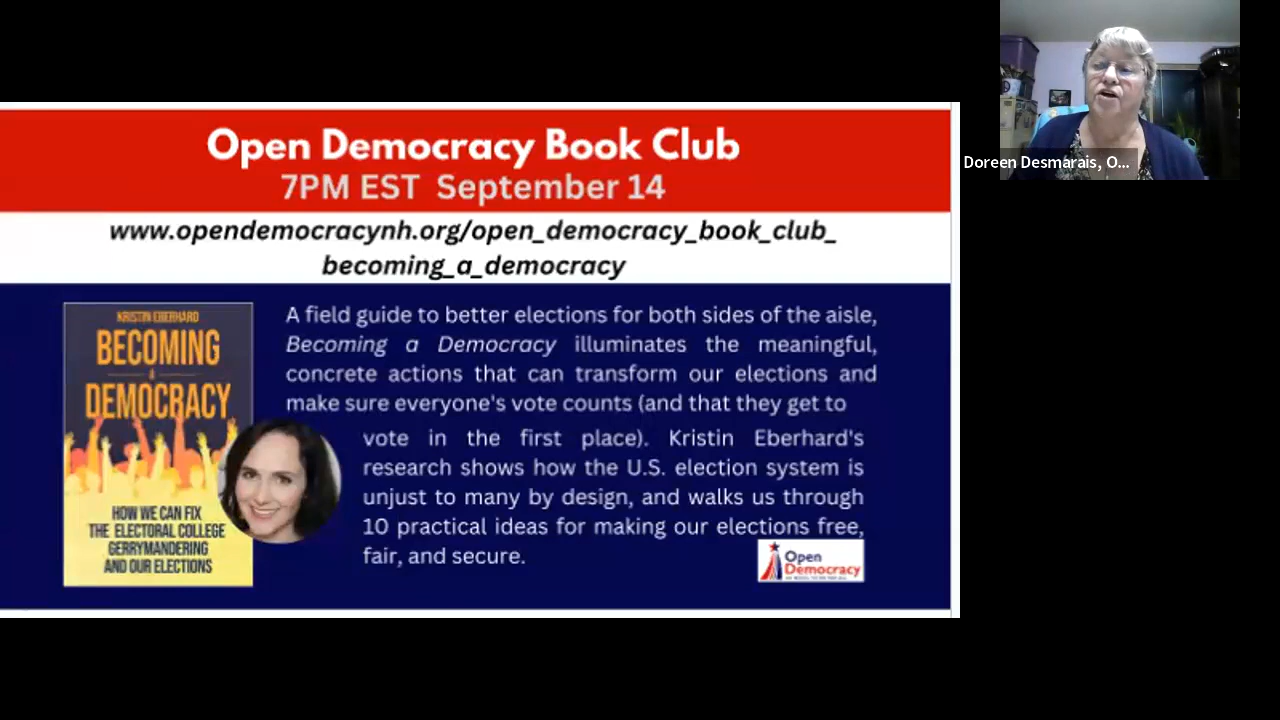 Open Democracy Book Club
7PM EST September 14
www.opendemocracynh.org/open_democracy_book_club_
becoming_a_democracy
KRISTIN EBERHARD
BECOMING
A
DEMOCRACY
HOW WE CAN FIX
THE ELECTORAL COLLEGE
GERRYMANDERING
AND OUR ELECTIONS
A field guide to better elections for both sides of the aisle,
Becoming a Democracy illuminates the meaningful,
concrete actions that can transform our elections and
make sure everyone's vote counts (and that they get to
vote in the first place). Kristin Eberhard's
research shows how the U.S. election system is
unjust to many by design, and walks us through
10 practical ideas for making our elections free,
fair, and secure.
Open
Democracy
Doreen Desmarais, O...